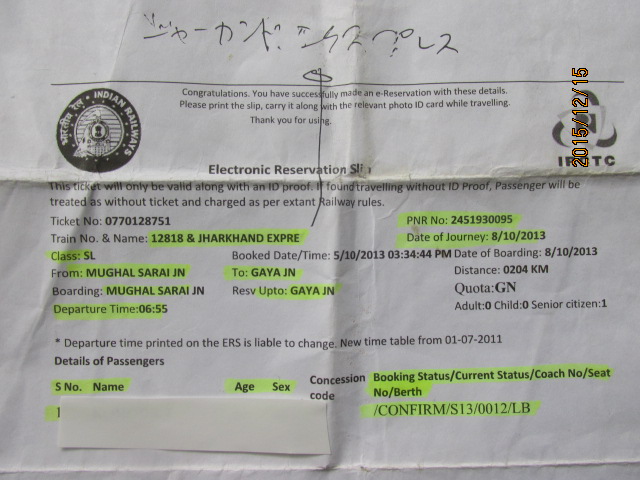 ジャーカンド エクスプレス
Congratulations. You have successfully made an e-Reservation with these details.
Please print the slip, carry it along with the relevant photo ID card while travelling.
Thank you for using.
INDIAN RAILWAYS
भारतीय रेल
IRCTC
2015/12/15
Electronic Reservation Slip
This ticket will only be valid along with an ID proof. If found travelling without ID Proof, Passenger will be
treated as without ticket and charged as per extant Railway rules.
Ticket No: 0770128751 PNR No: 2451930095
Train No. & Name: 12818 & JHARKHAND EXPRE Date of Journey: 8/10/2013
Class: SL Booked Date/Time: 5/10/2013 03:34:44 PM Date of Boarding: 8/10/2013
From: MUGHAL SARAI JN To: GAYA JN Distance: 0204 KM
Boarding: MUGHAL SARAI JN Resv Upto: GAYA JN Quota:GN
Departure Time:06:55 Adult:0 Child:0 Senior citizen:1
* Departure time printed on the ERS is liable to change. New time table from 01-07-2011
Details of Passengers
S No. Name Age Sex Concession code Booking Status/Current Status/Coach No/Seat No/Berth
1 /CONFIRM/S13/0012/LB